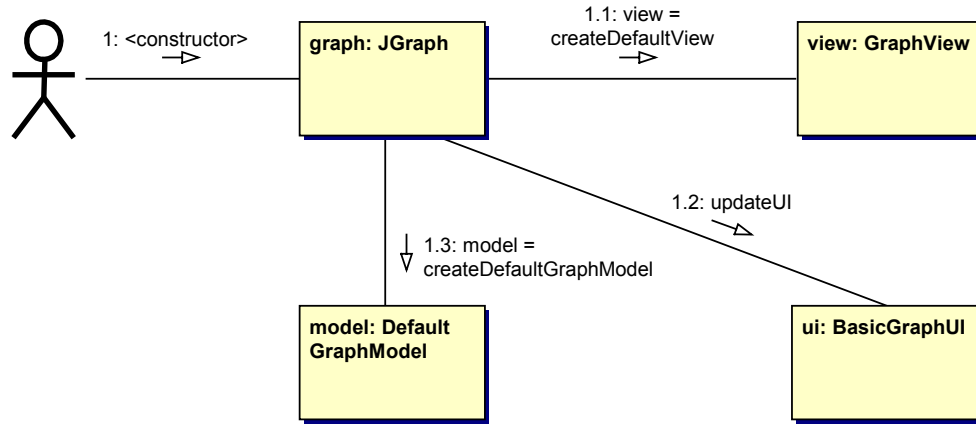 1: <constructor>
graph: JGraph
1.1: view =
createDefaultView
view: GraphView
1.2: updateUI
1.3: model =
createDefaultGraphModel
model: Default
GraphModel
ui: BasicGraphUI